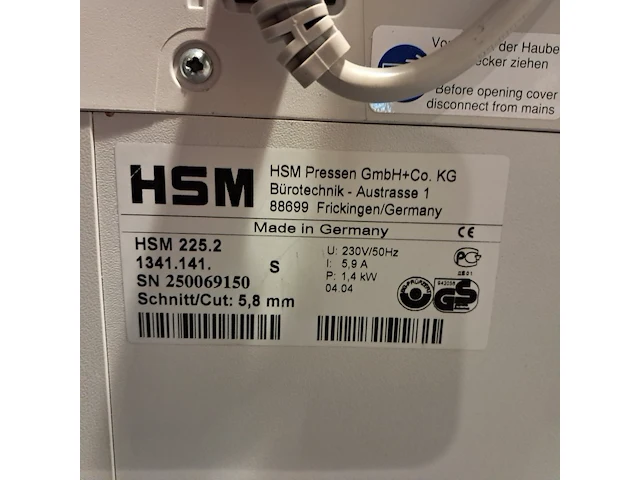 der Haube
ecker ziehen
Before opening cover
disconnect from mains
HSM
HSM Pressen GmbH+Co. KG
Bürotechnik - Austrasse 1
88699 Frickingen/Germany
Made in Germany
CE
HSM 225.2
1341.141. S
SN 250069150
Schnitt/Cut: 5,8 mm
U: 230V/50Hz
I: 5,9 A
P: 1,4 kW
04.04
GS